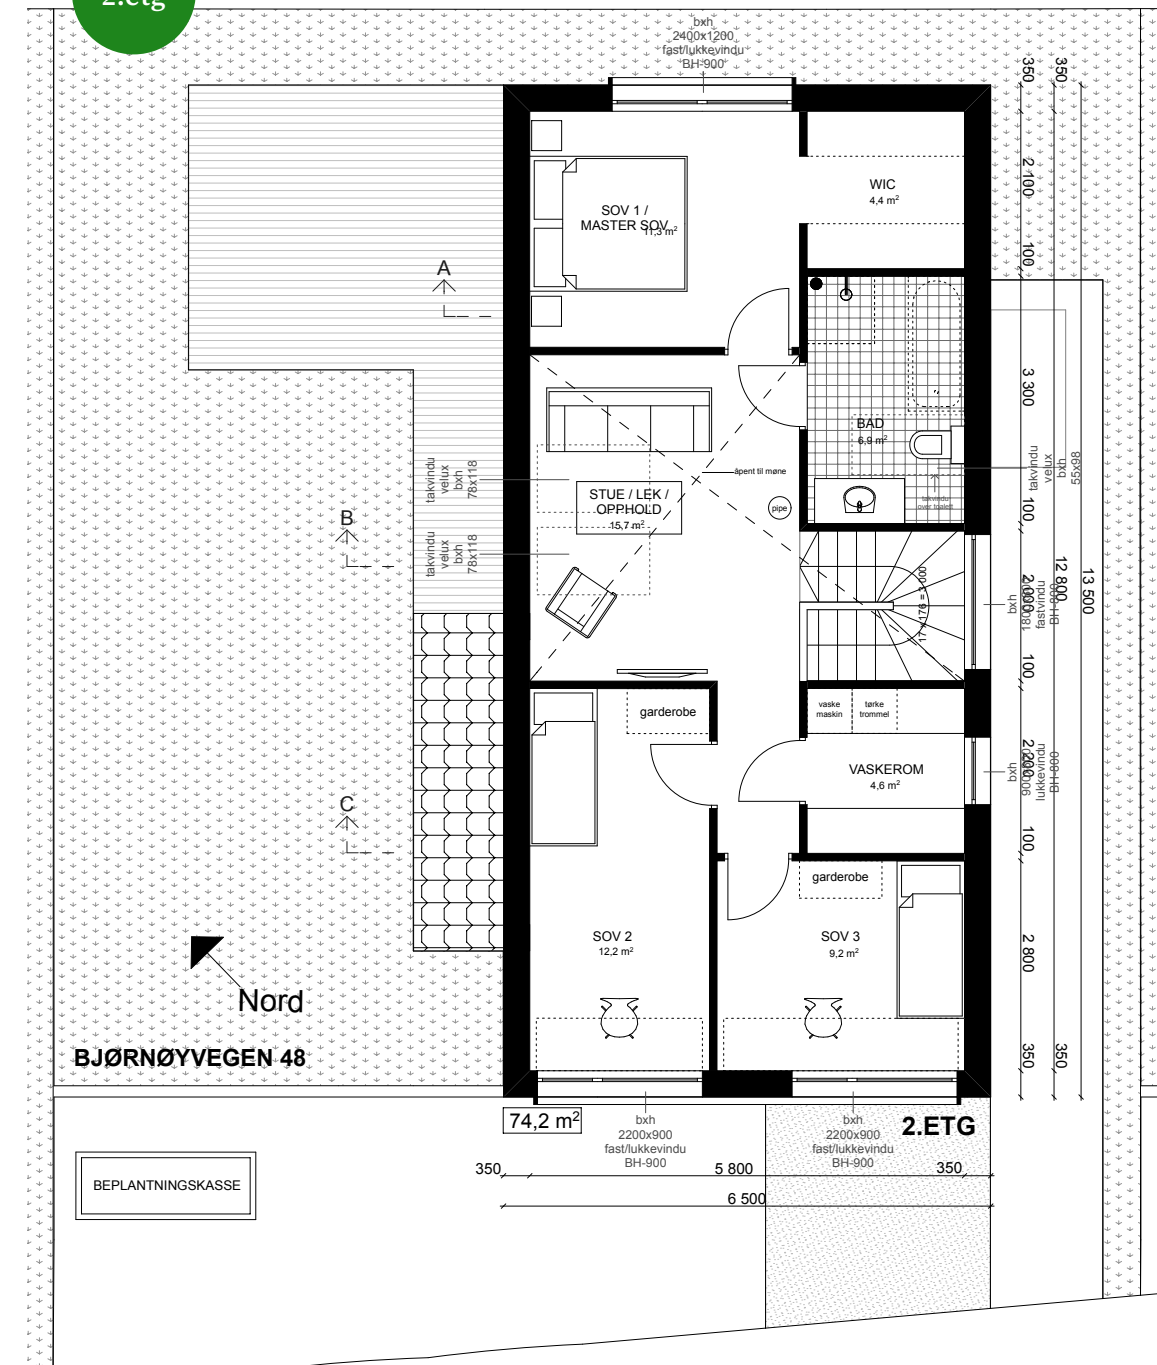 2.etg
bxh
2400x1200
fast/lukkevindu
BH-900
350
350
WIC
4,4 m²
2 100
SOV 1 /
MASTER SOV
11,3 m²
100
A
3 300
BAD
6,9 m²
takvindu
velux
bxh
78x118
åpent til møne
takvindu
velux
bxh
55x98
STUE / LEK /
OPPHOLD
15,7 m²
pipe
takvindu
over toalett
100
B
takvindu
velux
bxh
78x118
17 x 176 = 3 000
2 000
12 800
13 500
bxh
fastvindu
BH-800
100
garderobe
vaske
maskin
tørke
trommel
VASKEROM
4,6 m²
2 200
bxh
lukkevindu
BH-800
C
100
garderobe
SOV 2
12,2 m²
SOV 3
9,2 m²
2 800
Nord
BJØRNØYVEGEN 48
350
350
74,2 m²
bxh
2200x900
fast/lukkevindu
BH-900
bxh
2200x900
fast/lukkevindu
BH-900
2.ETG
350
5 800
350
BEPLANTNINGSKASSE
6 500